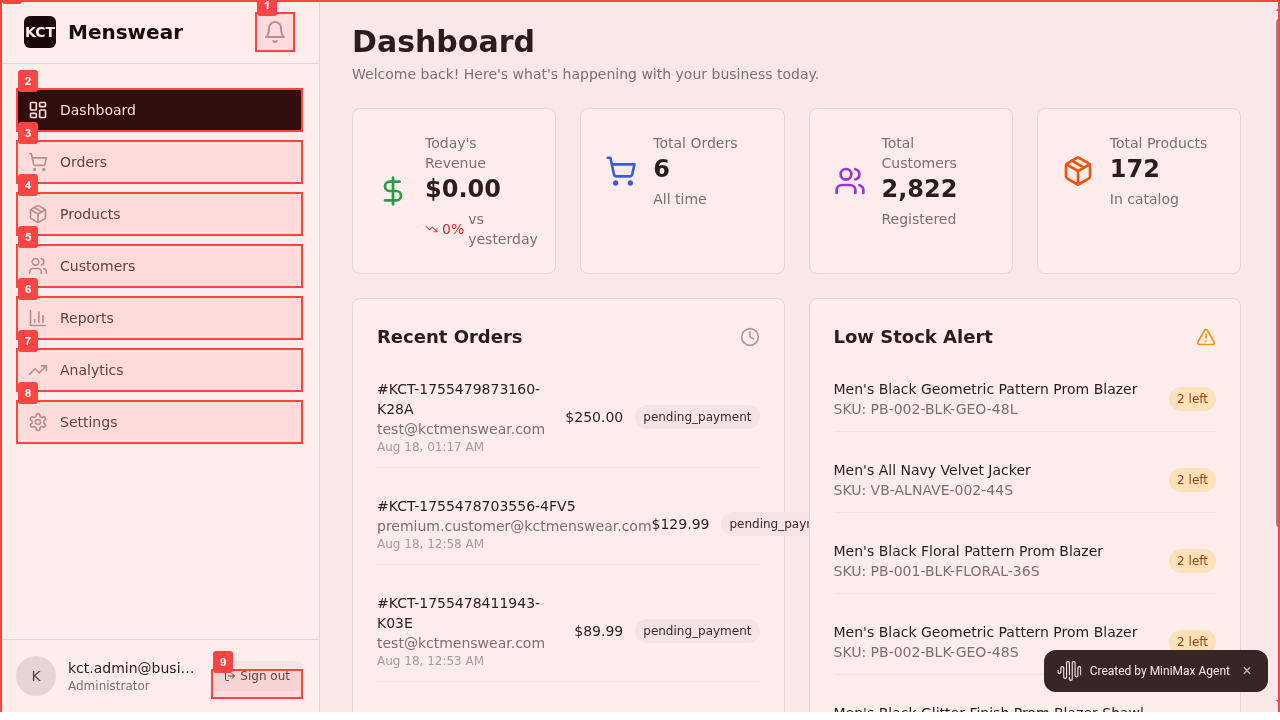 1
KCT Menswear
2
Dashboard
3
Orders
4
Products
5
Customers
6
Reports
7
Analytics
8
Settings
K
kct.admin@busi...
Administrator
9
Sign out
Dashboard
Welcome back! Here's what's happening with your business today.
Today's
Revenue
$0.00
0% vs
yesterday
Total Orders
6
All time
Total
Customers
2,822
Registered
Total Products
172
In catalog
Recent Orders
#KCT-1755479873160-
K28A
test@kctmenswear.com
Aug 18, 01:17 AM
$250.00 pending_payment
#KCT-1755478703556-4FV5
premium.customer@kctmenswear.com
Aug 18, 12:58 AM
$129.99
#KCT-1755478411943-
K03E
test@kctmenswear.com
Aug 18, 12:53 AM
$89.99 pending_payment
Low Stock Alert
Men's Black Geometric Pattern Prom Blazer
SKU: PB-002-BLK-GEO-48L
2 left
Men's All Navy Velvet Jacker
SKU: VB-ALNAVE-002-44S
2 left
Men's Black Floral Pattern Prom Blazer
SKU: PB-001-BLK-FLORAL-36S
2 left
Men's Black Geometric Pattern Prom Blazer
SKU: PB-002-BLK-GEO-48S
2 left
Men's Black Glitter Finish Prom Blazer Shawl
Created by MiniMax Agent ×